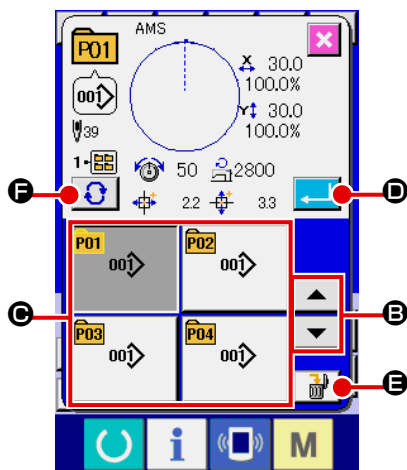 AMS
P01
X 30.0
100.0%
001
Y 30.0
100.0%
39
1-
50 2800
F
D
2.2 3.3
P01
001
P02
001
C
B
P03
001
P04
001
E
i
M